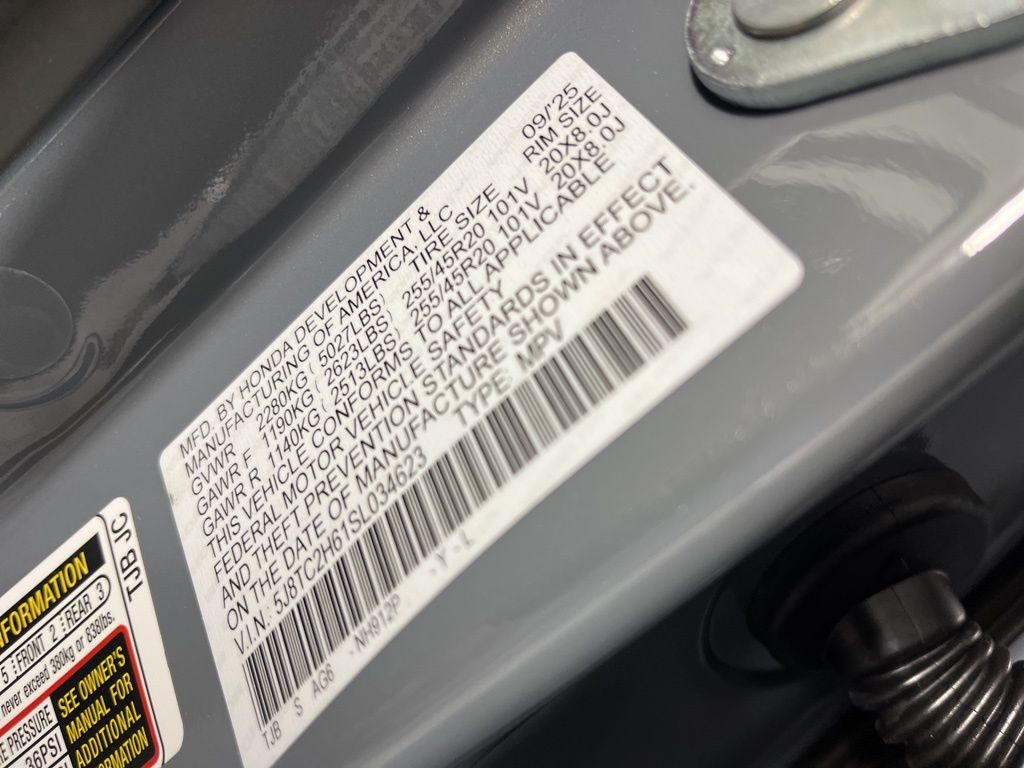 MFD. BY HONDA DEVELOPMENT & 09/'25
MANUFACTURING OF AMERICA. LLC RIM SIZE
TIRE SIZE
GVWR 2280KG ( 5027LBS) 255/45R20 101V 20X8.0J
GAWR F 1190KG ( 2623LBS) 255/45R20 101V 20X8.0J
GAWR R 1140KG ( 2513LBS)
THIS VEHICLE CONFORMS TO ALL APPLICABLE
FEDERAL MOTOR VEHICLE SAFETY
AND THEFT PREVENTION STANDARDS IN EFFECT
ON THE DATE OF MANUFACTURE SHOWN ABOVE.
V.I.N: 5J8TC2H61SL034623 TYPE: MPV
TJB S AG6 -NH912P- -Y-L
TJB JC
FORMATION
5 FRONT 2 REAR 3
never exceed 380kg or 838lbs.
PRESSURE
36PSI
SEE OWNER'S
MANUAL FOR
ADDITIONAL
INFORMATION